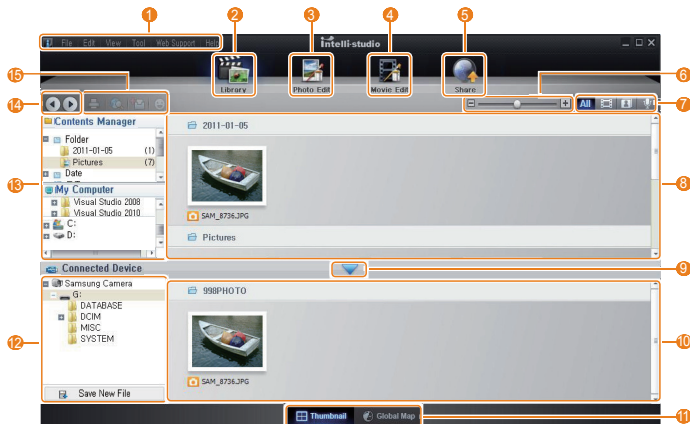 1 2 3 4 5
File Edit View Tool Web Support Help
Intelli-studio
Library Photo Edit Movie Edit Share
15 6
14 All 7
Contents Manager
Folder
2011-01-05 (1)
Pictures (7)
Date
2011-01-05
SAM_8736.JPG
Pictures
13 8
My Computer
Visual Studio 2008
Visual Studio 2010
C:
D:
Connected Device 9
Samsung Camera
G:
DATABASE
DCIM
MISC
SYSTEM
998PHOTO
SAM_8736.JPG
12 10
Save New File
Thumbnail Global Map 11